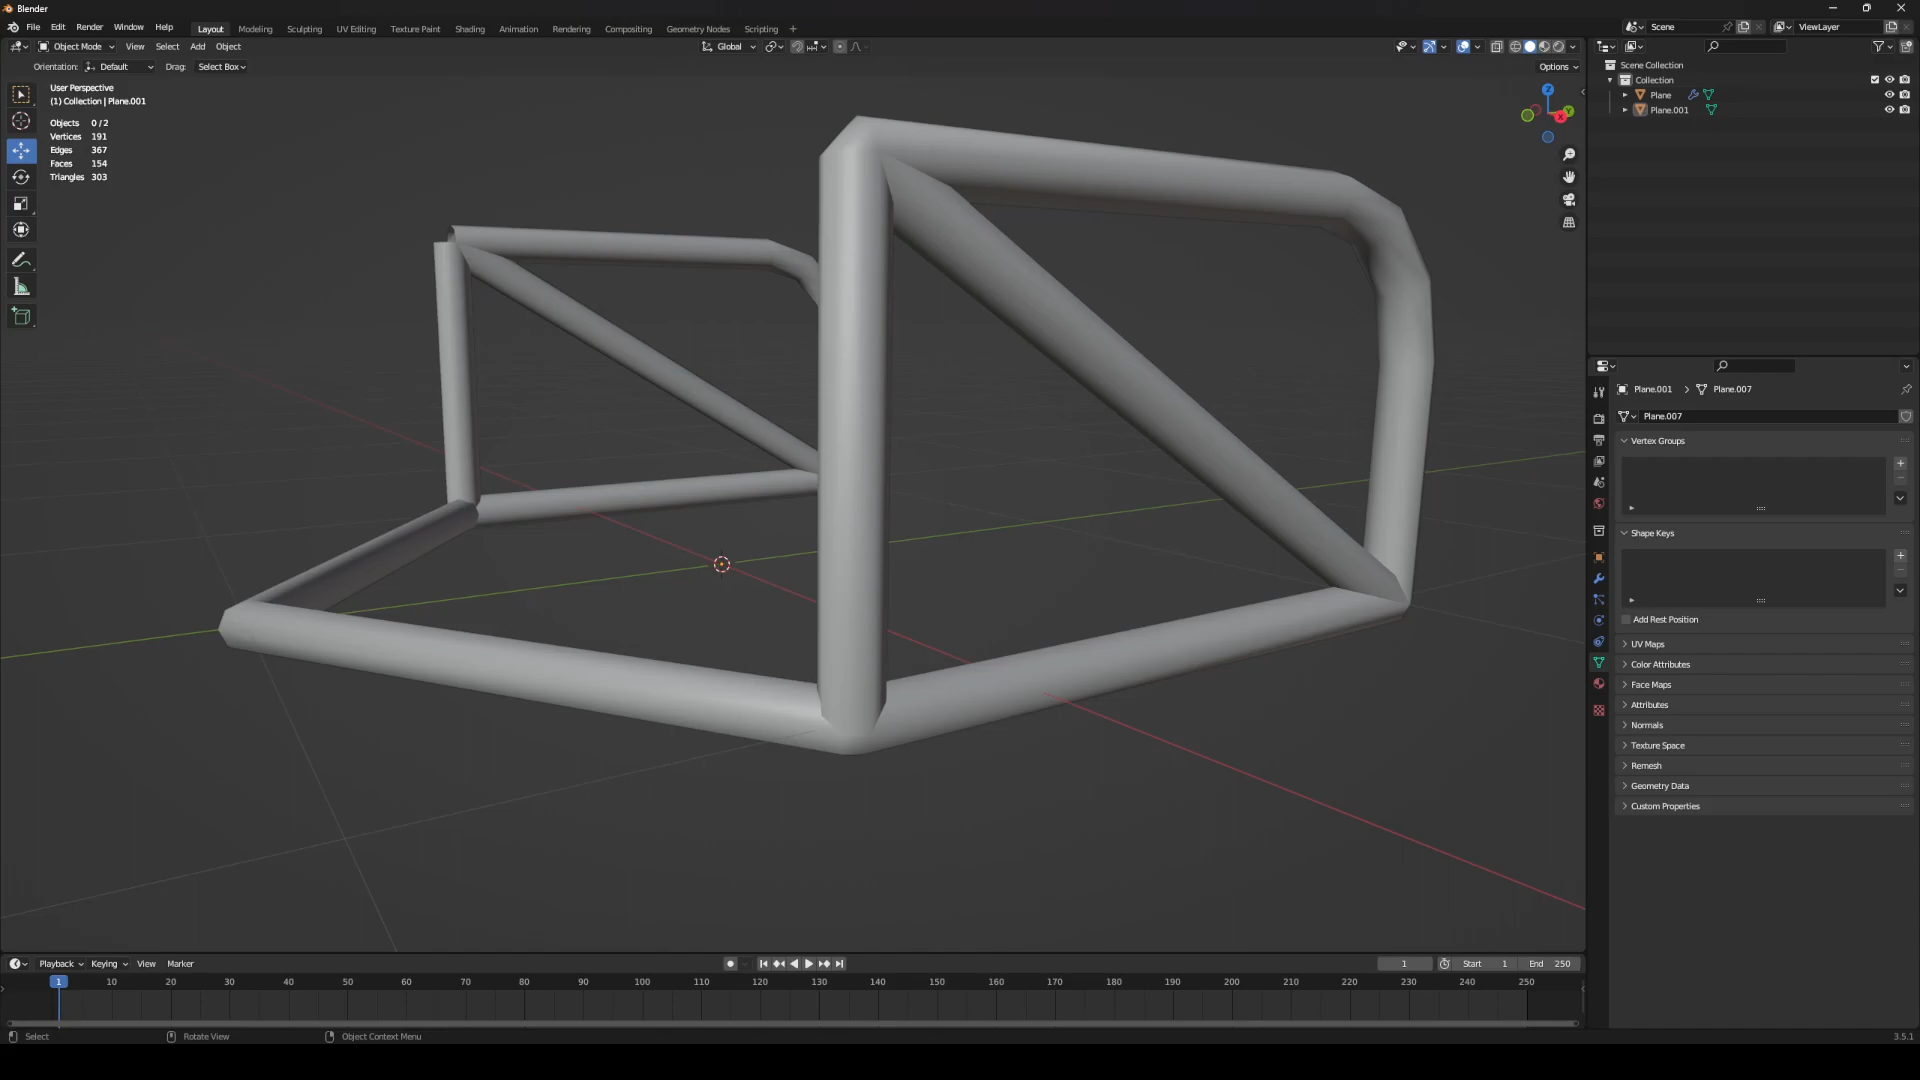 Blender
File Edit Render Window Help Layout Modeling Sculpting UV Editing Texture Paint Shading Animation Rendering Compositing Geometry Nodes Scripting + Scene ViewLayer
Object Mode View Select Add Object Global
Orientation: Default Drag: Select Box Options
User Perspective
(1) Collection | Plane.001
Objects 0 / 2
Vertices 191
Edges 367
Faces 154
Triangles 303
Z
Y
X
Scene Collection
Collection
Plane
Plane.001
Plane.001 > Plane.007
Plane.007
Vertex Groups
Shape Keys
Add Rest Position
UV Maps
Color Attributes
Face Maps
Attributes
Normals
Texture Space
Remesh
Geometry Data
Custom Properties
Playback Keying View Marker 1 Start 1 End 250
1 10 20 30 40 50 60 70 80 90 100 110 120 130 140 150 160 170 180 190 200 210 220 230 240 250
Select Rotate View Object Context Menu 3.5.1